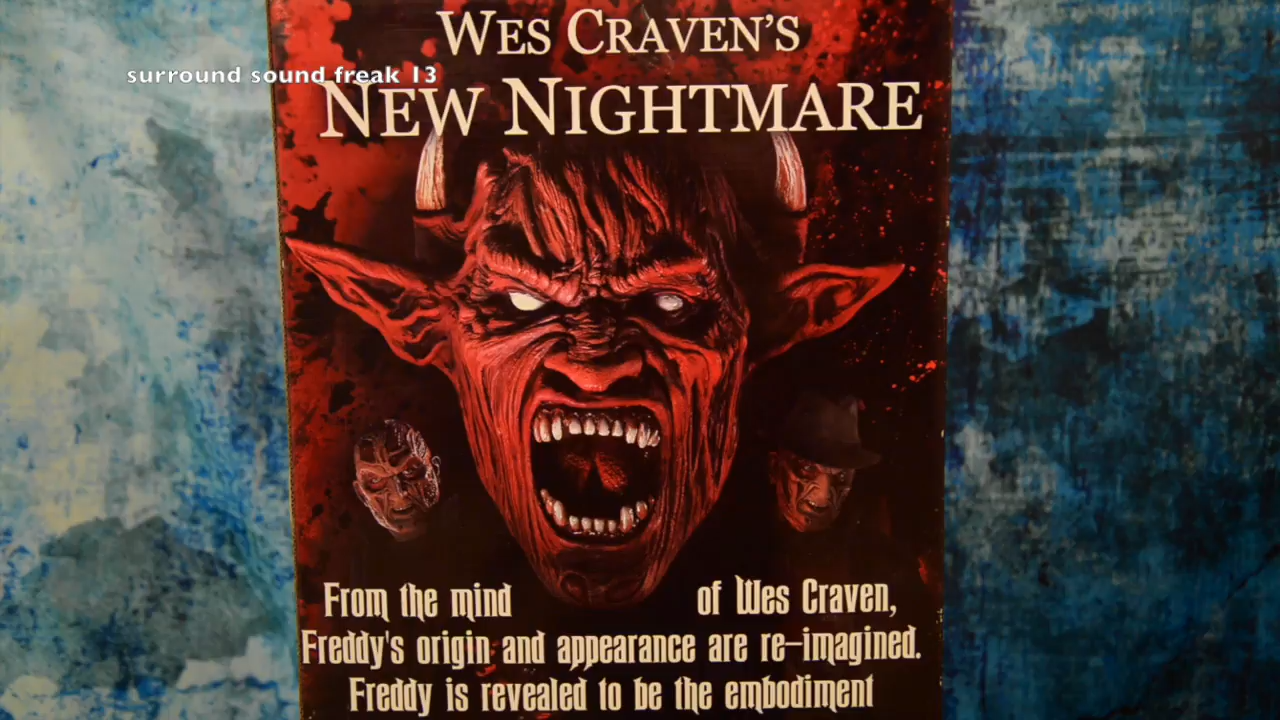 WES CRAVEN'S
surround sound freak 13
NEW NIGHTMARE
From the mind of Wes Craven,
Freddy's origin and appearance are re-imagined.
Freddy is revealed to be the embodiment